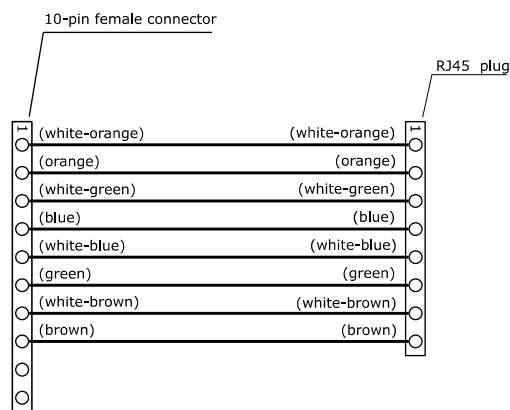 10-pin female connector
RJ45 plug
1 1
(white-orange) (white-orange)
(orange) (orange)
(white-green) (white-green)
(blue) (blue)
(white-blue) (white-blue)
(green) (green)
(white-brown) (white-brown)
(brown) (brown)